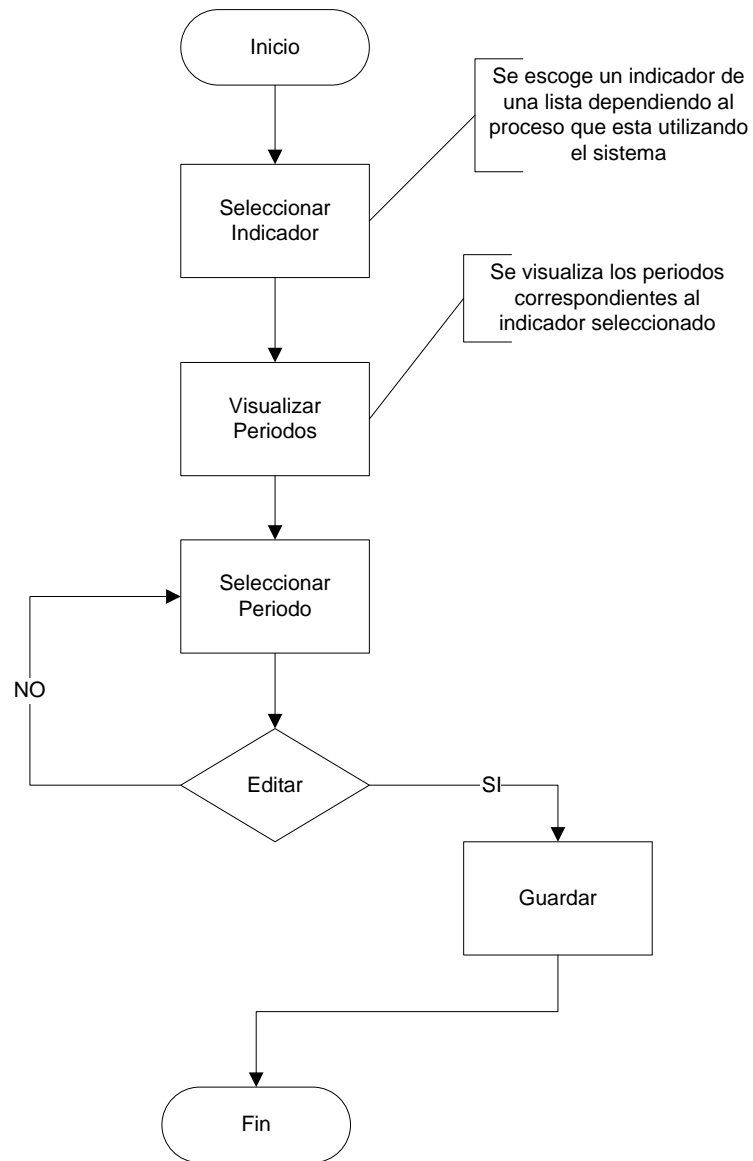 Inicio
Se escoge un indicador de
una lista dependiendo al
proceso que esta utilizando
el sistema
Seleccionar
Indicador
Se visualiza los periodos
correspondientes al
indicador seleccionado
Visualizar
Periodos
Seleccionar
Periodo
NO
Editar
SI
Guardar
Fin